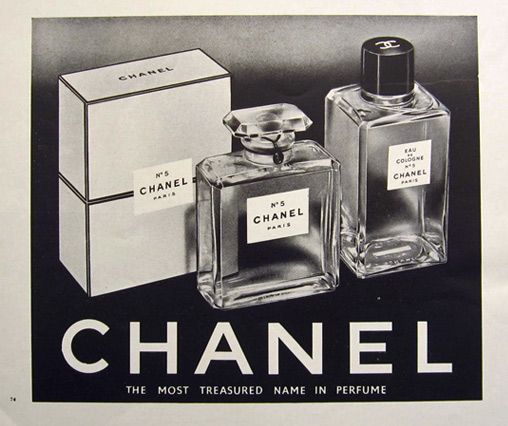 CHANEL
Nº 5
CHANEL
PARIS
Nº 5
CHANEL
PARIS
EAU
DE
COLOGNE
Nº 5
CHANEL
PARIS
CHANEL
THE MOST TREASURED NAME IN PERFUME
74